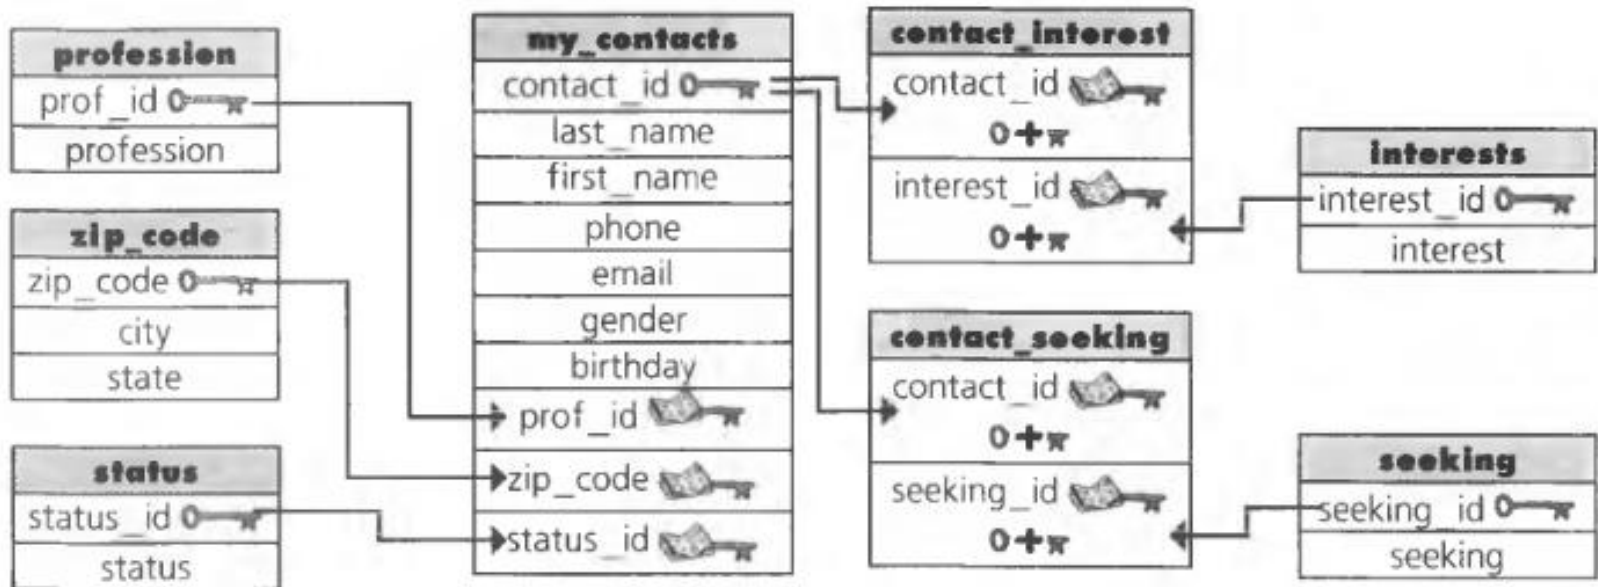 profession
prof_id
profession
zip_code
zip_code
city
state
status
status_id
status
my_contacts
contact_id
last_name
first_name
phone
email
gender
birthday
prof_id
zip_code
status_id
contact_interest
contact_id
interest_id
contact_seeking
contact_id
seeking_id
interests
interest_id
interest
seeking
seeking_id
seeking